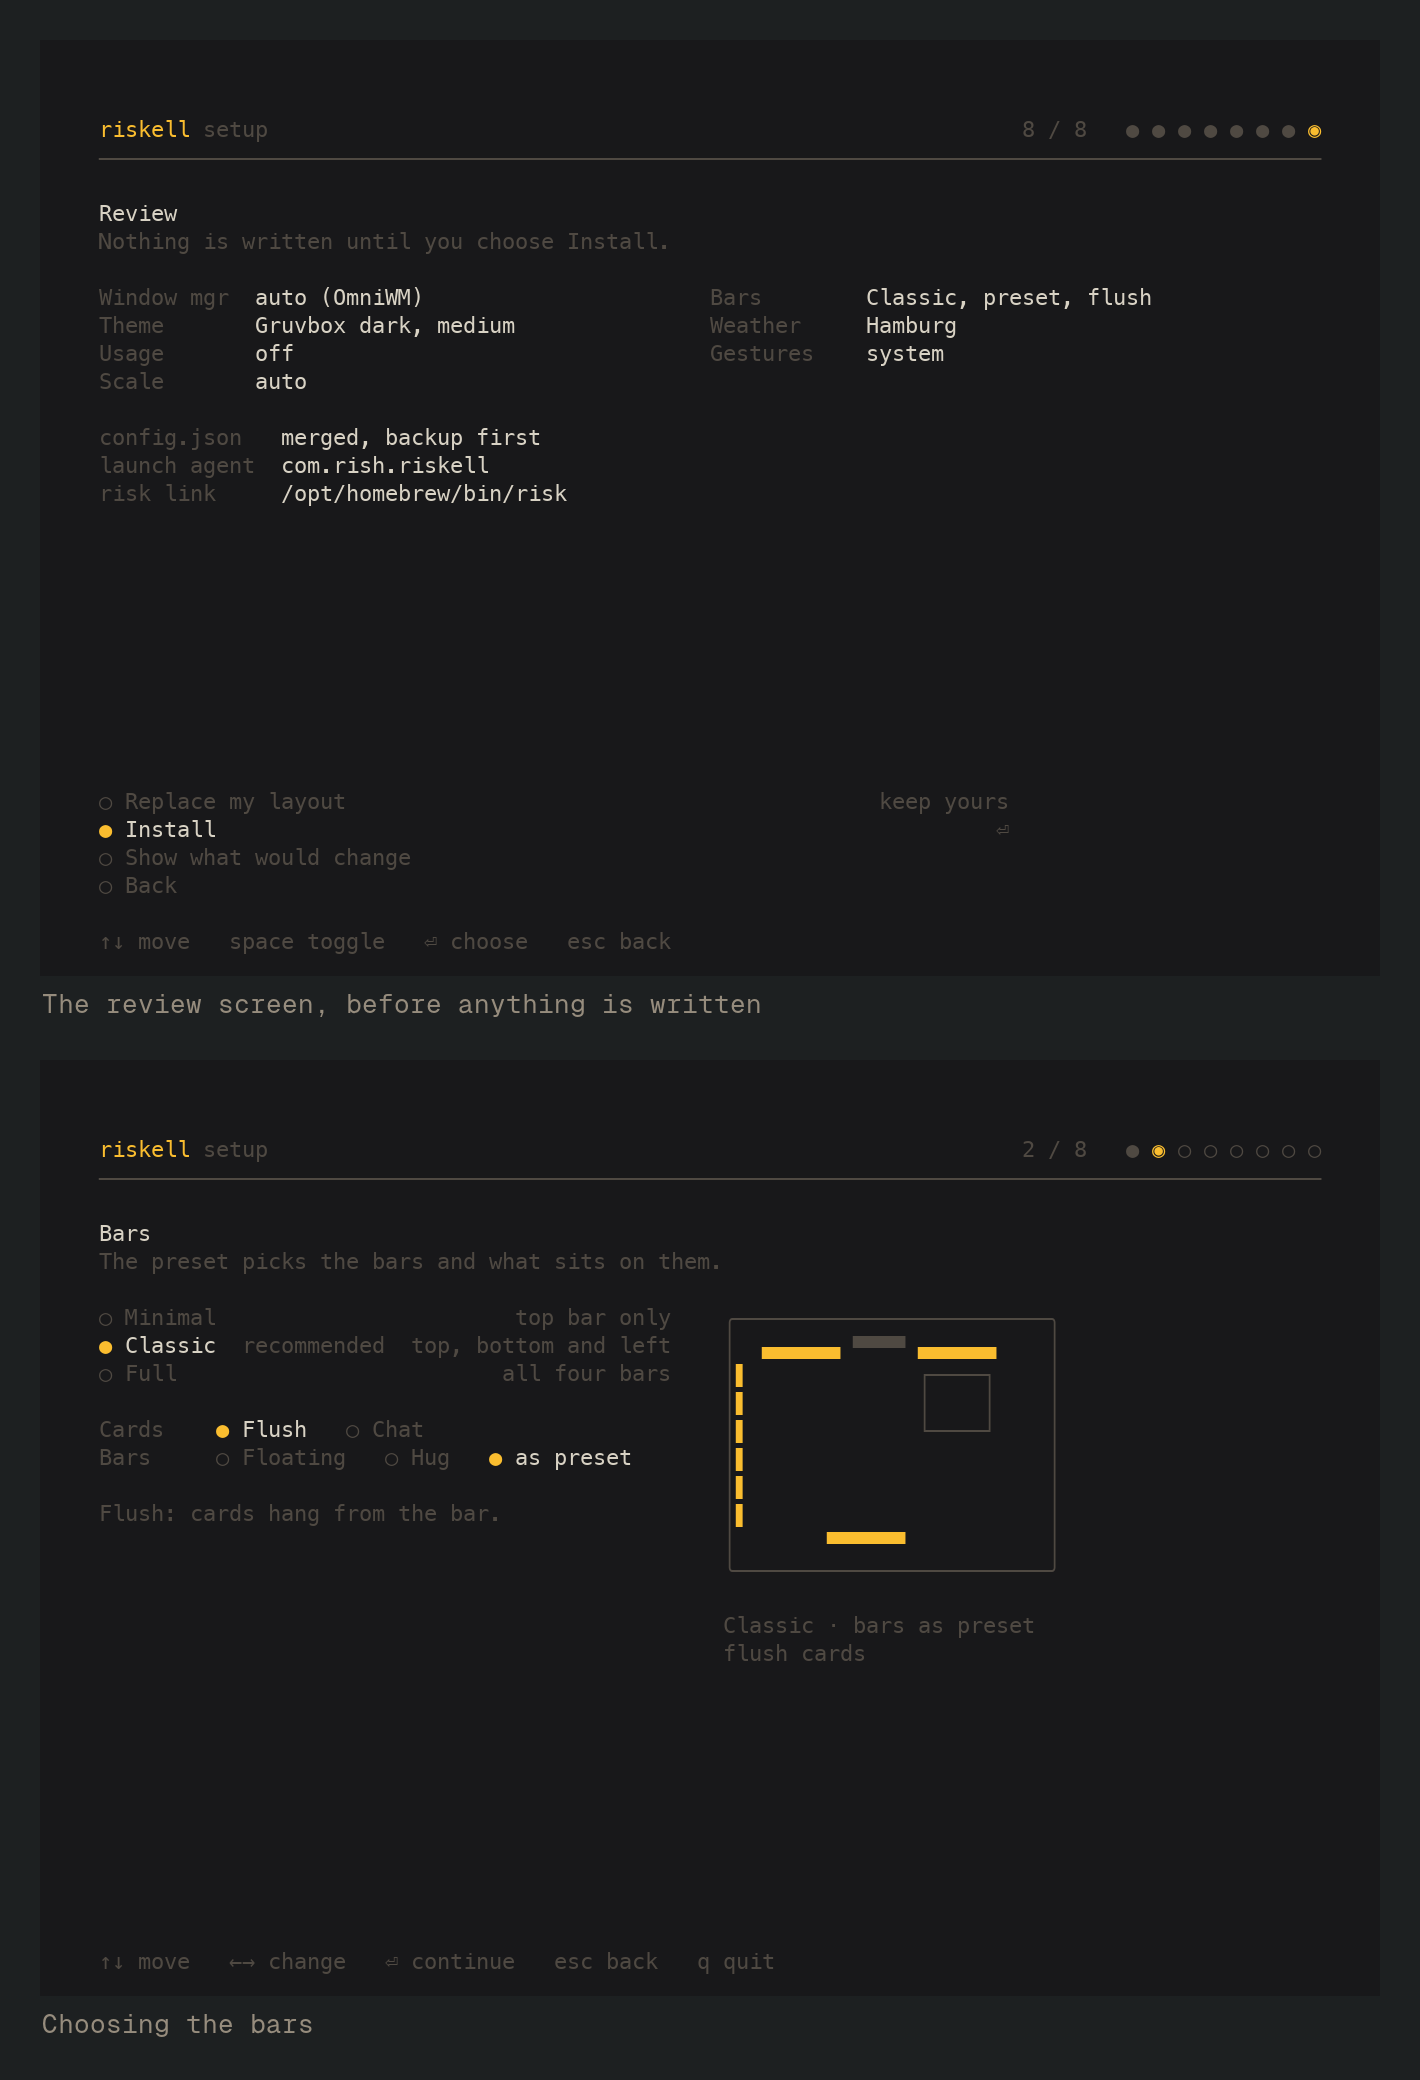 riskell setup 8 / 8 ● ● ● ● ● ● ● ◉
Review
Nothing is written until you choose Install.
Window mgr auto (OmniWM) Bars Classic, preset, flush
Theme Gruvbox dark, medium Weather Hamburg
Usage off Gestures system
Scale auto
config.json merged, backup first
launch agent com.rish.riskell
risk link /opt/homebrew/bin/risk
○ Replace my layout keep yours
● Install ⏎
○ Show what would change
○ Back
↑↓ move space toggle ⏎ choose esc back
The review screen, before anything is written
riskell setup 2 / 8 ● ◉ ○ ○ ○ ○ ○ ○
Bars
The preset picks the bars and what sits on them.
○ Minimal top bar only
● Classic recommended top, bottom and left
○ Full all four bars
Cards ● Flush ○ Chat
Bars ○ Floating ○ Hug ● as preset
Flush: cards hang from the bar.
Classic · bars as preset
flush cards
↑↓ move ←→ change ⏎ continue esc back q quit
Choosing the bars